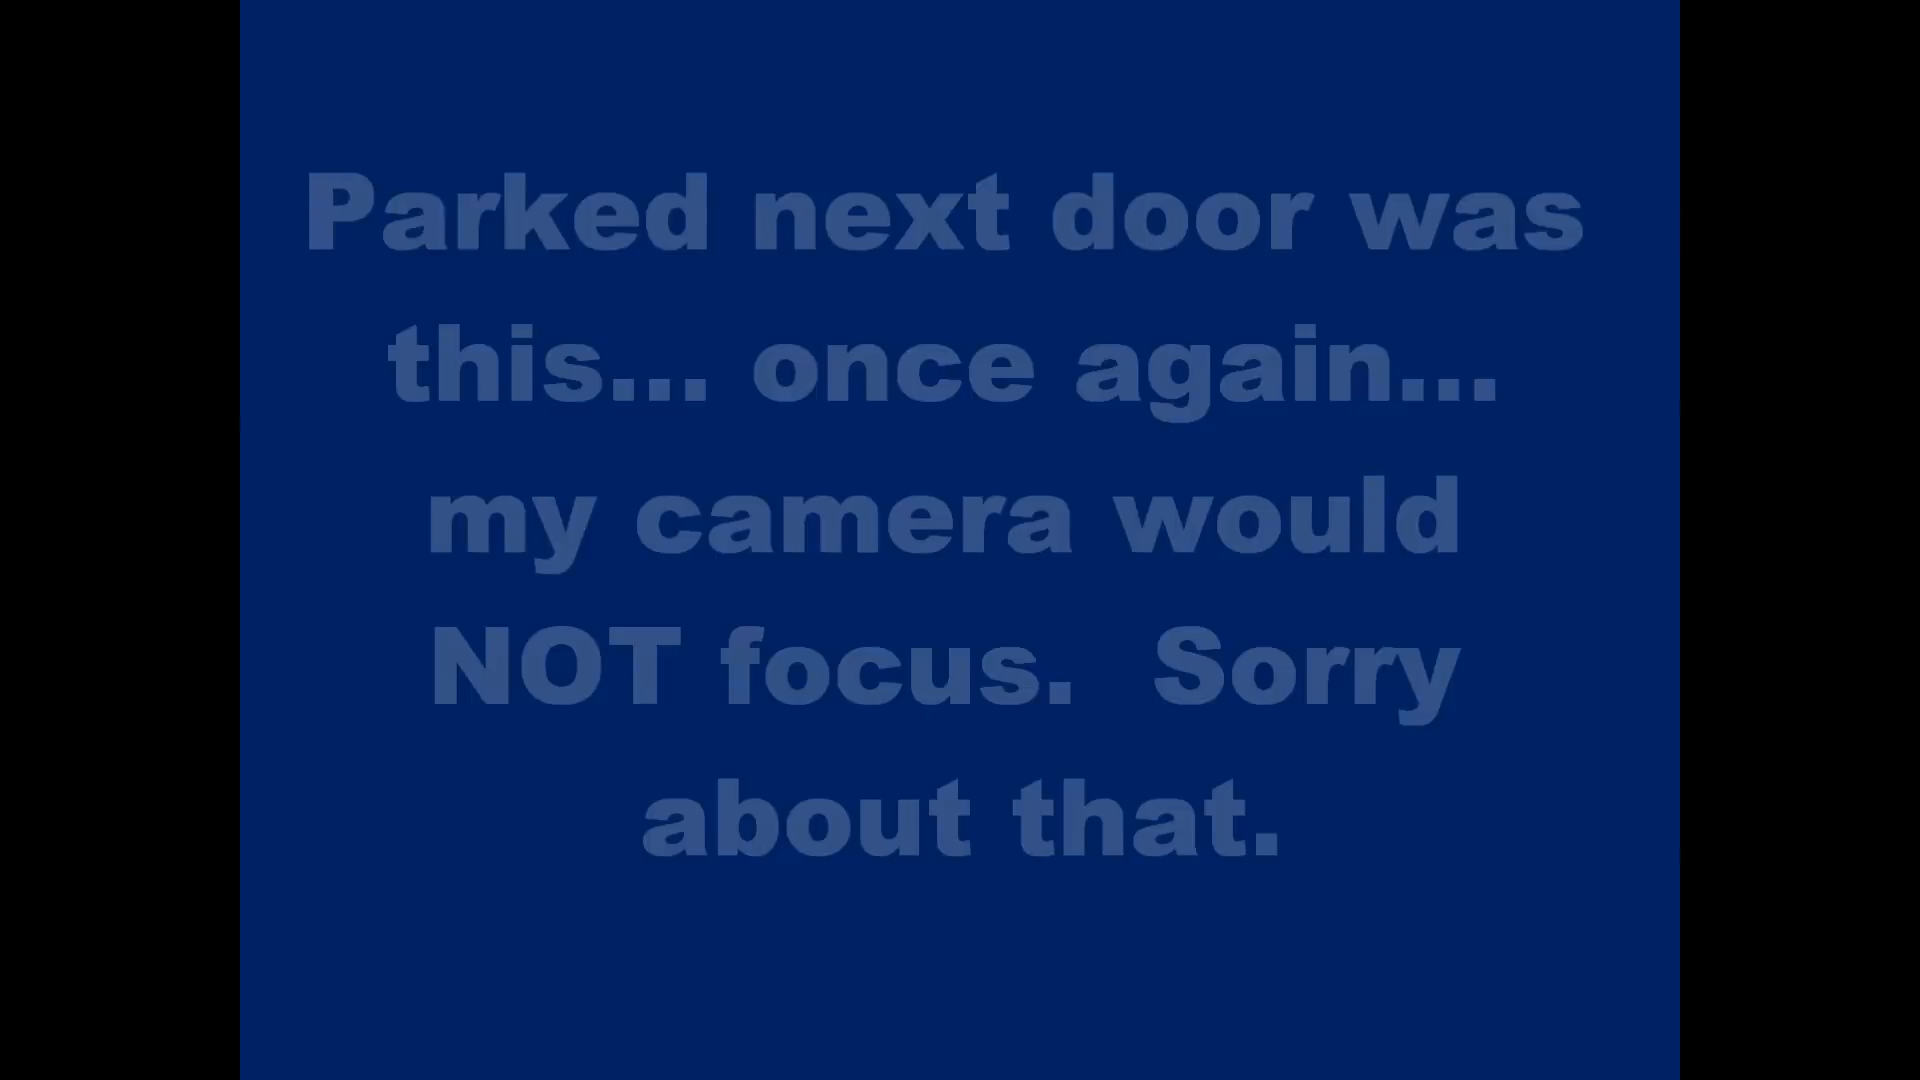 Parked next door was
this... once again...
my camera would
NOT focus.  Sorry
about that.